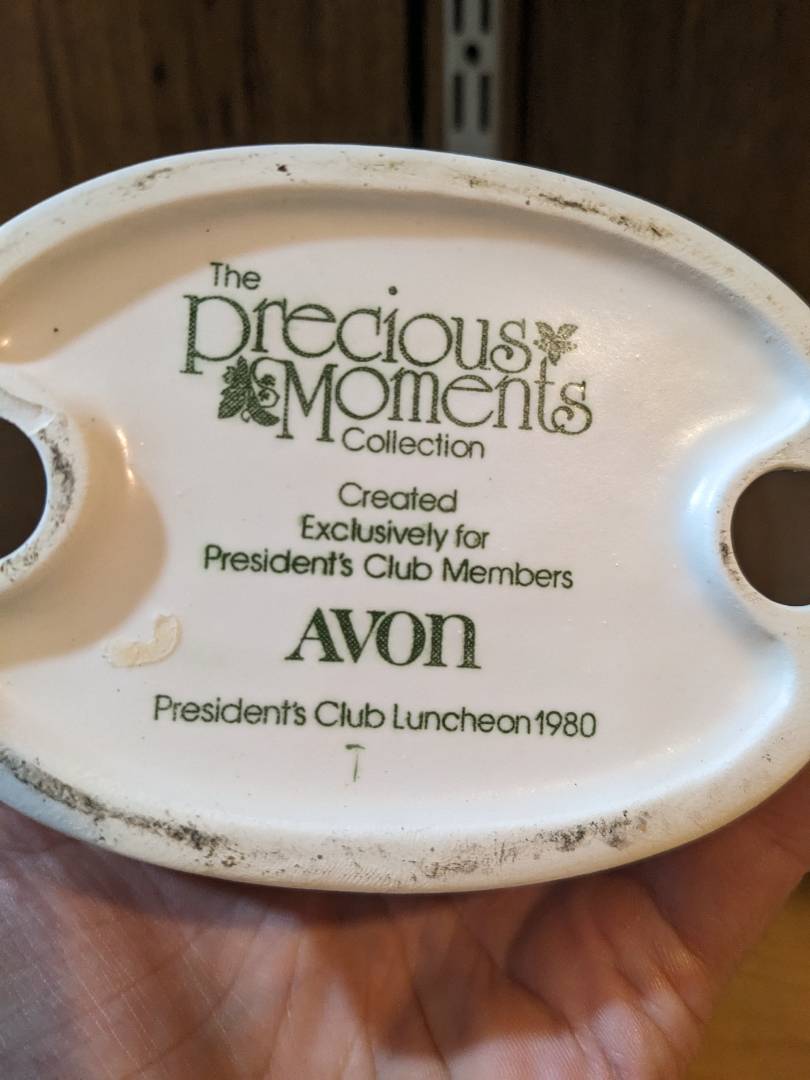 The
Precious
Moments
Collection
Created
Exclusively for
President's Club Members
AVON
President's Club Luncheon 1980
T